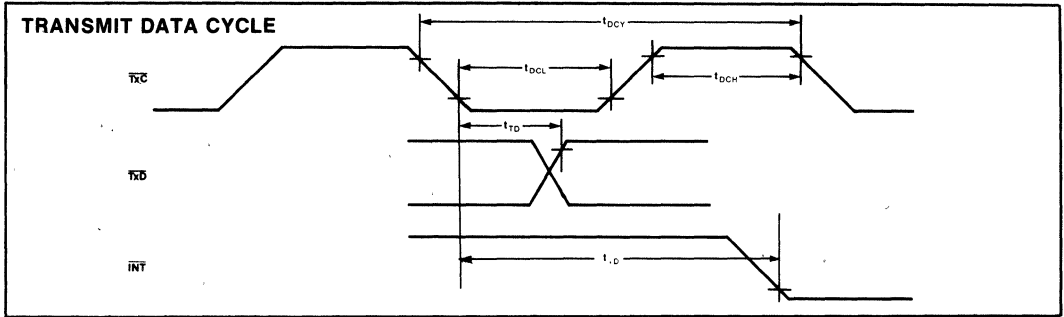 TRANSMIT DATA CYCLE
tDCY
TxC
tDCL
tDCH
tTD
TxD
INT